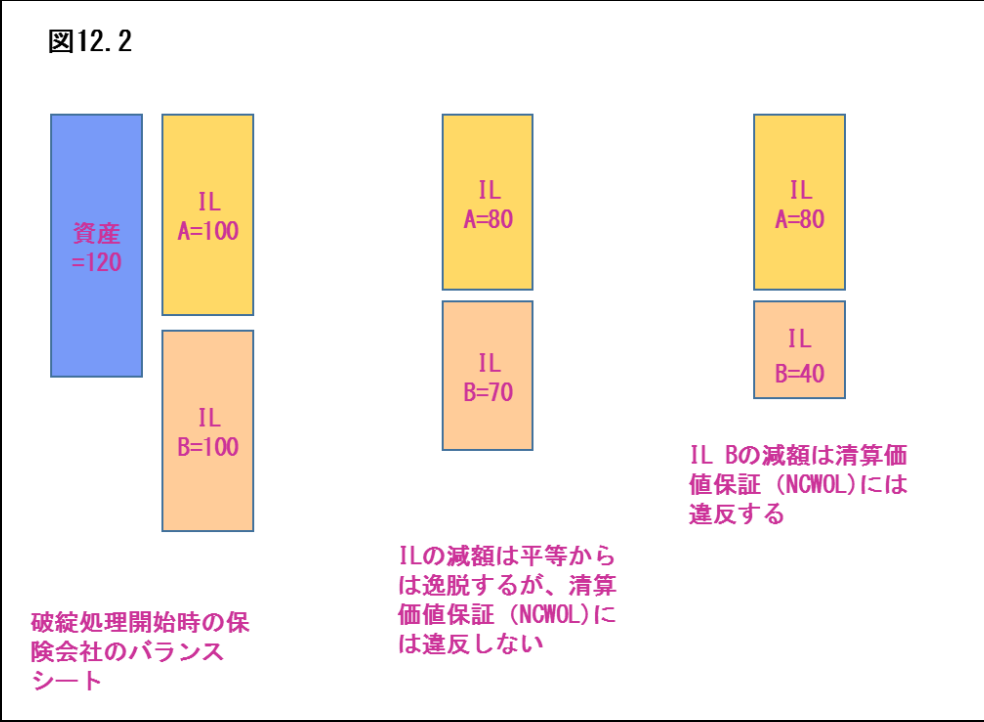 図12.2
資産
=120
IL
A=100
IL
B=100
IL
A=80
IL
B=70
IL
A=80
IL
B=40
破綻処理開始時の保
険会社のバランス
シート
ILの減額は平等から
は逸脱するが、清算
価値保証（NCWOL)に
は違反しない
IL Bの減額は清算価
値保証（NCWOL)には
違反する